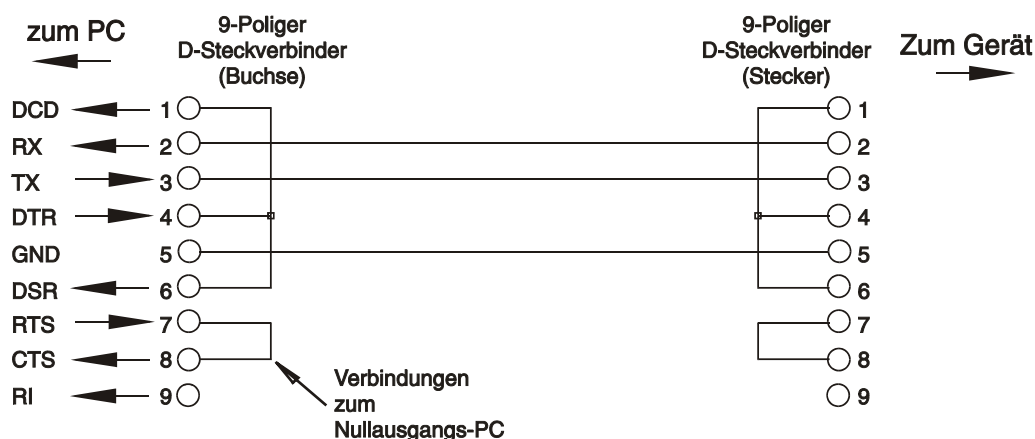 zum PC
9-Poliger
D-Steckverbinder
(Buchse)
9-Poliger
D-Steckverbinder
(Stecker)
Zum Gerät
DCD 1 1
RX 2 2
TX 3 3
DTR 4 4
GND 5 5
DSR 6 6
RTS 7 7
CTS 8 8
RI 9 9
Verbindungen
zum
Nullausgangs-PC